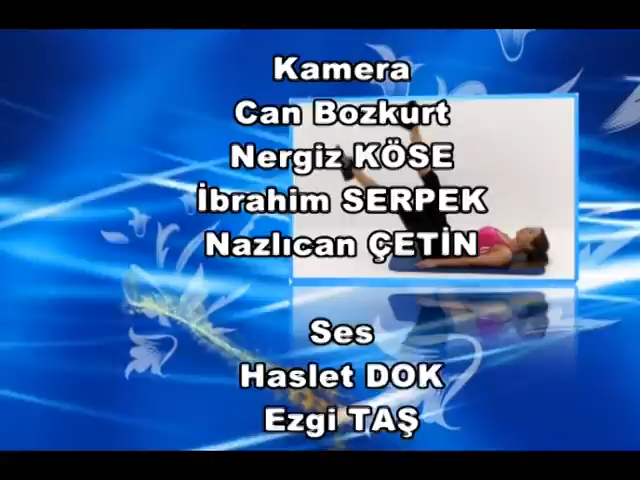 Kamera
Can Bozkurt
Nergiz KÖSE
İbrahim SERPEK
Nazlıcan ÇETİN
Ses
Haslet DOK
Ezgi TAŞ